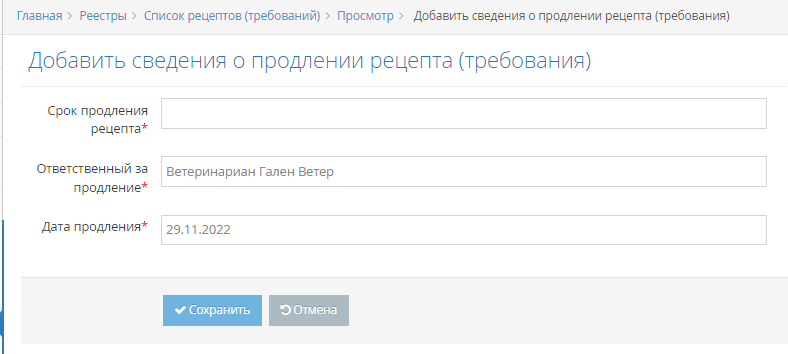 Главная > Реестры > Список рецептов (требований) > Просмотр > Добавить сведения о продлении рецепта (требования)
Добавить сведения о продлении рецепта (требования)
Срок продления
рецепта*
Ответственный за
продление*
Ветеринариан Гален Ветер
Дата продления*
29.11.2022
Сохранить
Отмена